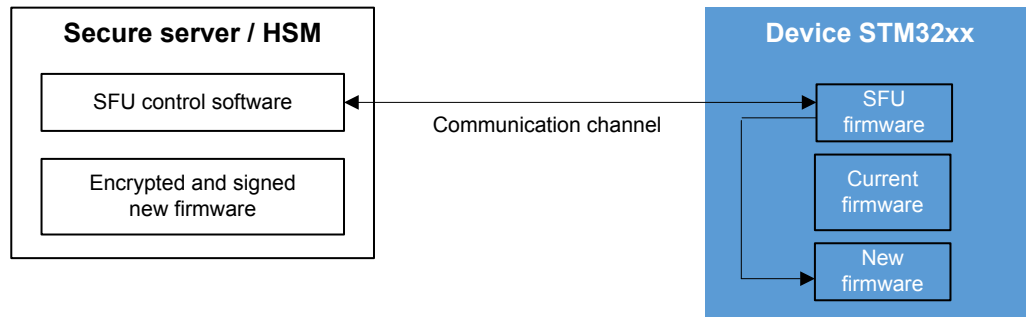 Secure server / HSM
SFU control software
Encrypted and signed
new firmware
Communication channel
Device STM32xx
SFU
firmware
Current
firmware
New
firmware